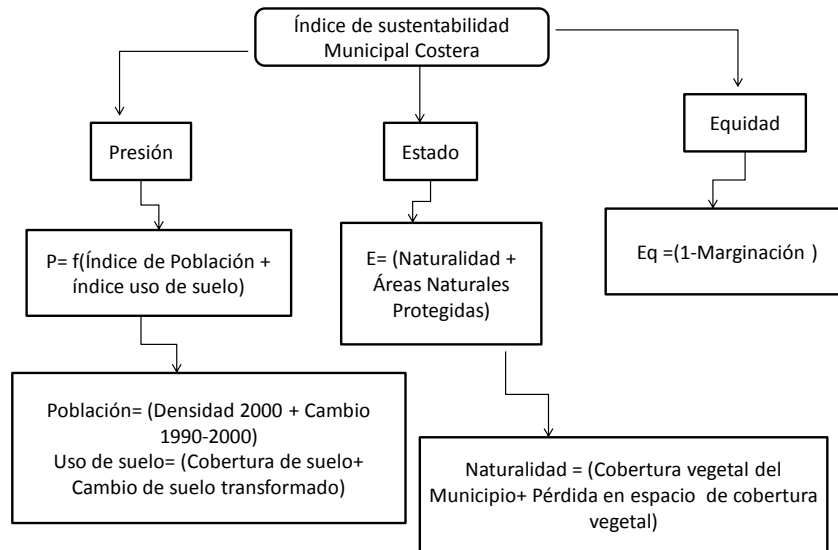 Índice de sustentabilidad
Municipal Costera
Presión
Estado
Equidad
P= f(Índice de Población +
índice uso de suelo)
E= (Naturalidad +
Áreas Naturales
Protegidas)
Eq =(1-Marginación )
Población= (Densidad 2000 + Cambio
1990-2000)
Uso de suelo= (Cobertura de suelo+
Cambio de suelo transformado)
Naturalidad = (Cobertura vegetal del
Municipio+ Pérdida en espacio de cobertura
vegetal)